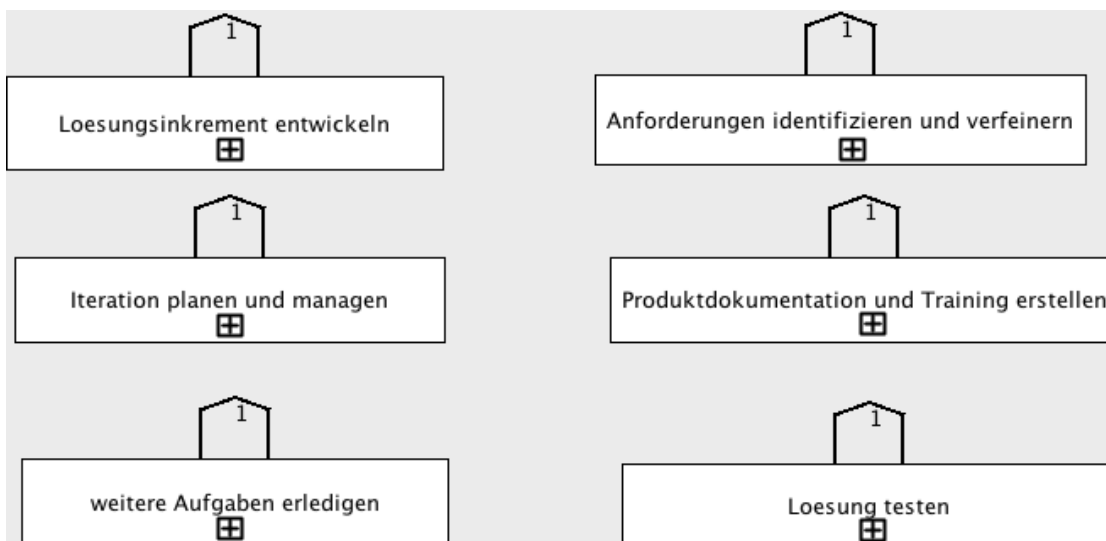 1
Loesungsinkrement entwickeln
1
Anforderungen identifizieren und verfeinern
1
Iteration planen und managen
1
Produktdokumentation und Training erstellen
1
weitere Aufgaben erledigen
1
Loesung testen